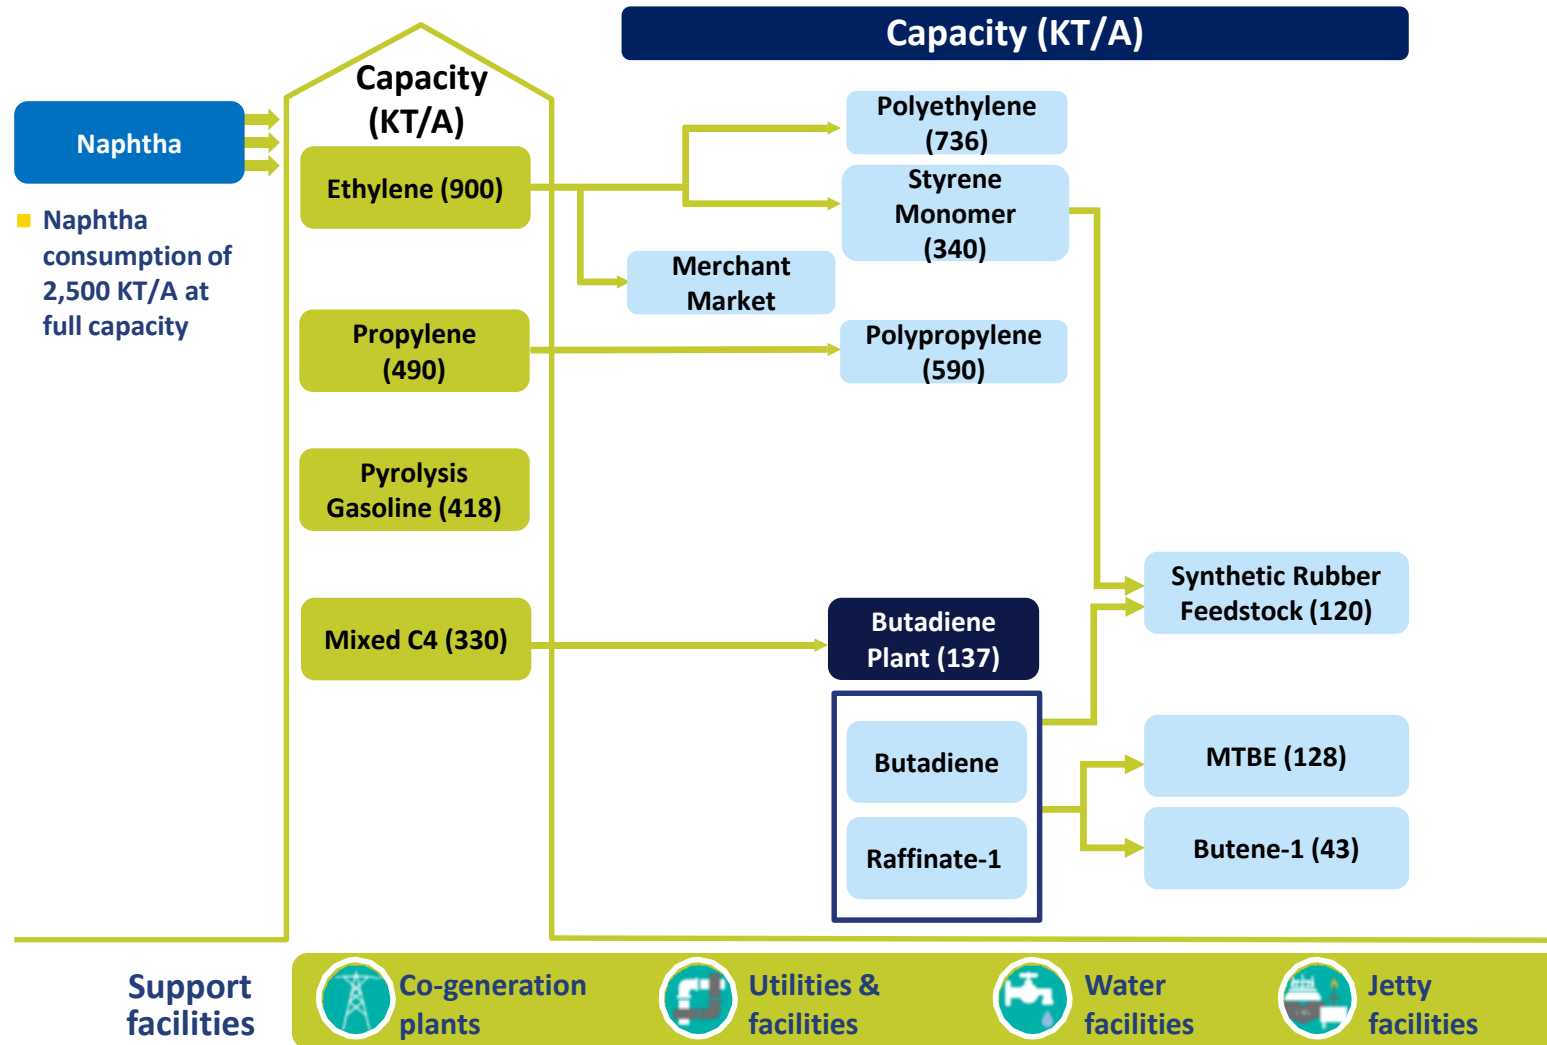 Capacity (KT/A)
Capacity
(KT/A)
Naphtha
Naphtha
consumption of
2,500 KT/A at
full capacity
Ethylene (900)
Propylene
(490)
Pyrolysis
Gasoline (418)
Mixed C4 (330)
Polyethylene
(736)
Styrene
Monomer
(340)
Merchant
Market
Polypropylene
(590)
Butadiene
Plant (137)
Butadiene
Raffinate-1
Synthetic Rubber
Feedstock (120)
MTBE (128)
Butene-1 (43)
Support
facilities
Co-generation
plants
Utilities &
facilities
Water
facilities
Jetty
facilities